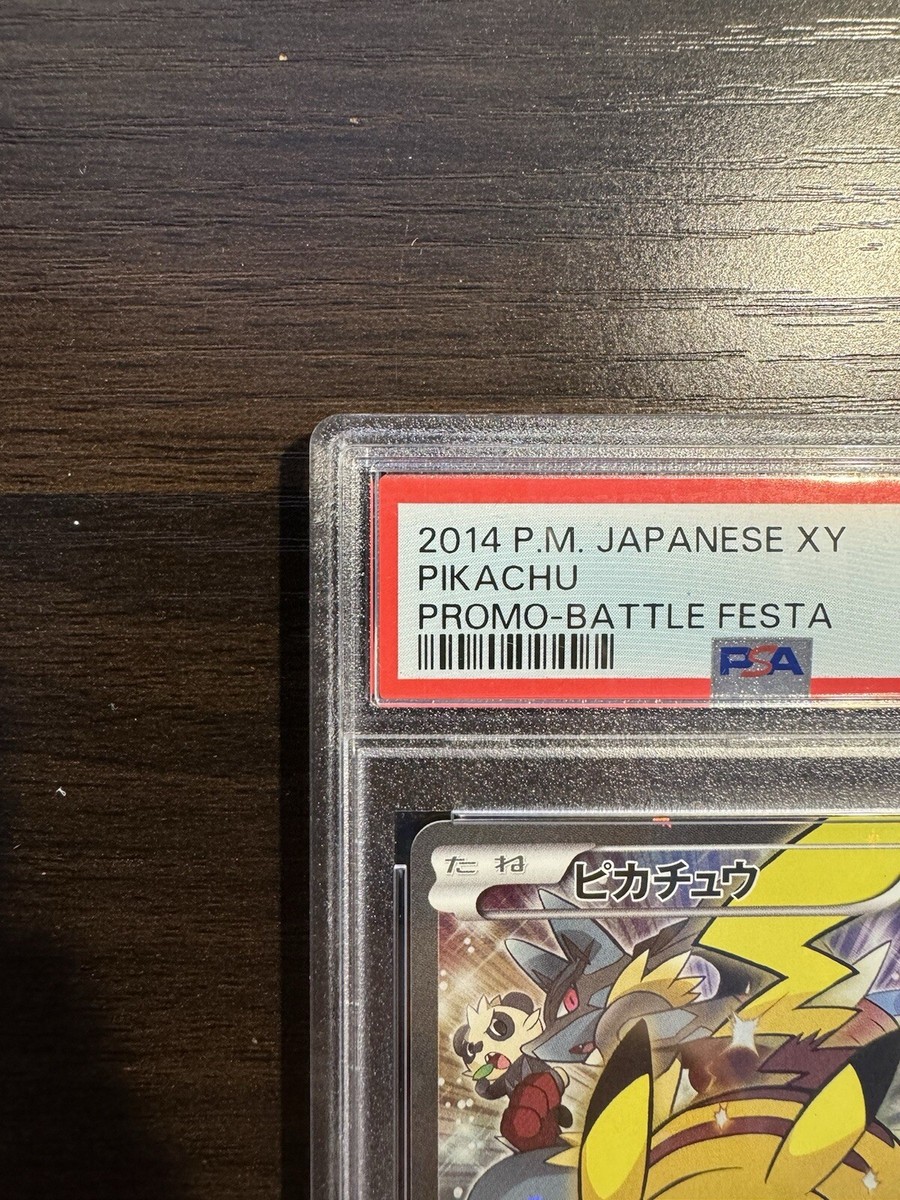 2014 P.M. JAPANESE XY
PIKACHU
PROMO-BATTLE FESTA
PSA
たね
ピカチュウ